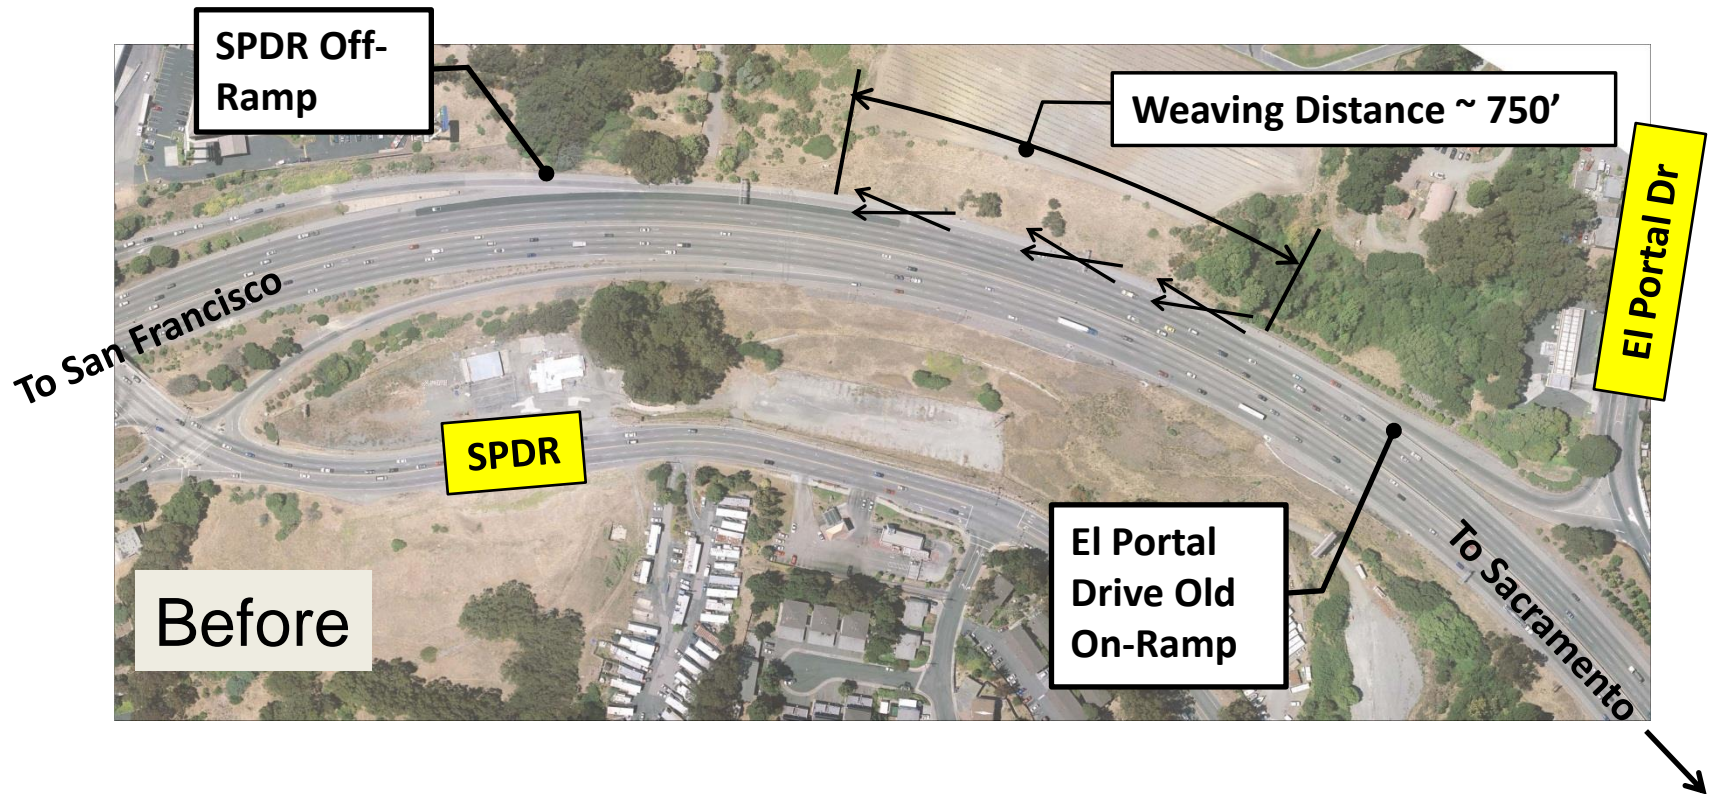 SPDR Off-
Ramp
Weaving Distance ~ 750’
El Portal Dr
To San Francisco
SPDR
El Portal
Drive Old
On-Ramp
To Sacramento
Before